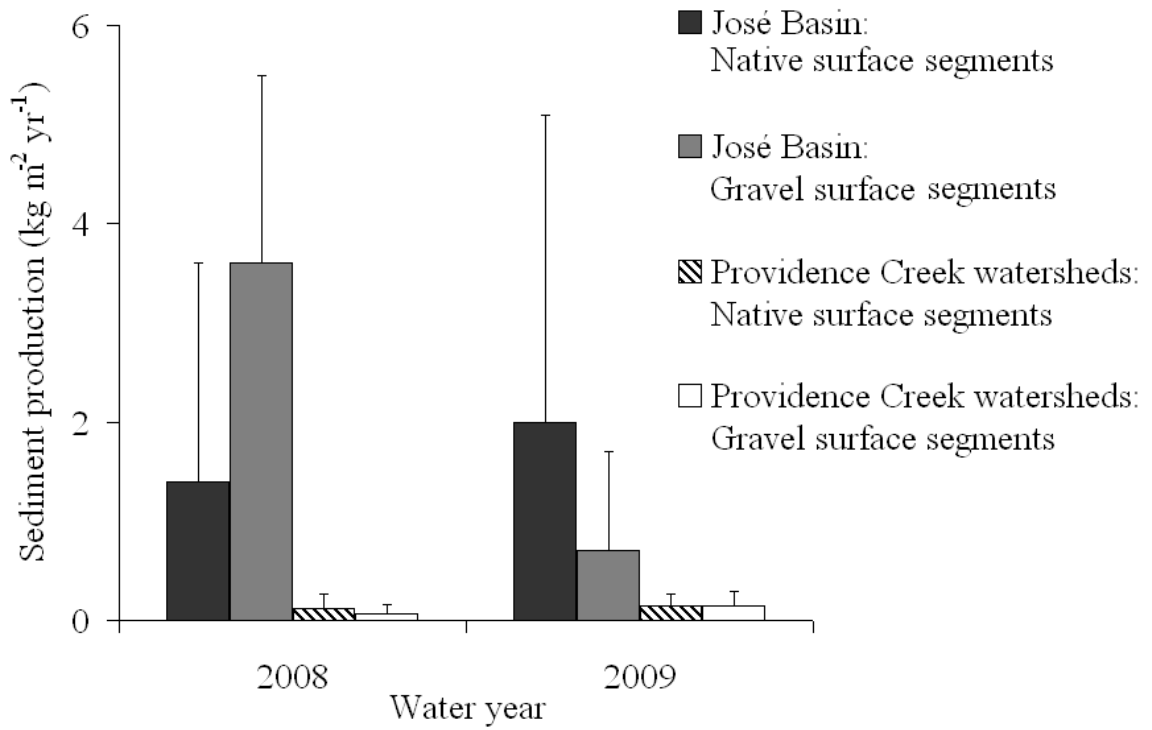 Sediment production (kg m⁻² yr⁻¹)
6
4
2
0
2008
2009
Water year
José Basin:
Native surface segments
José Basin:
Gravel surface segments
Providence Creek watersheds:
Native surface segments
Providence Creek watersheds:
Gravel surface segments